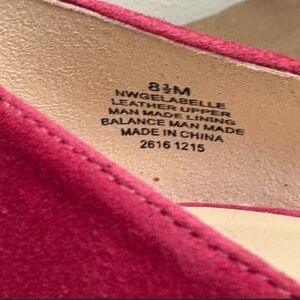 8½M
NWGELABELLE
LEATHER UPPER
MAN MADE LINING
BALANCE MAN MADE
MADE IN CHINA
2616 1215